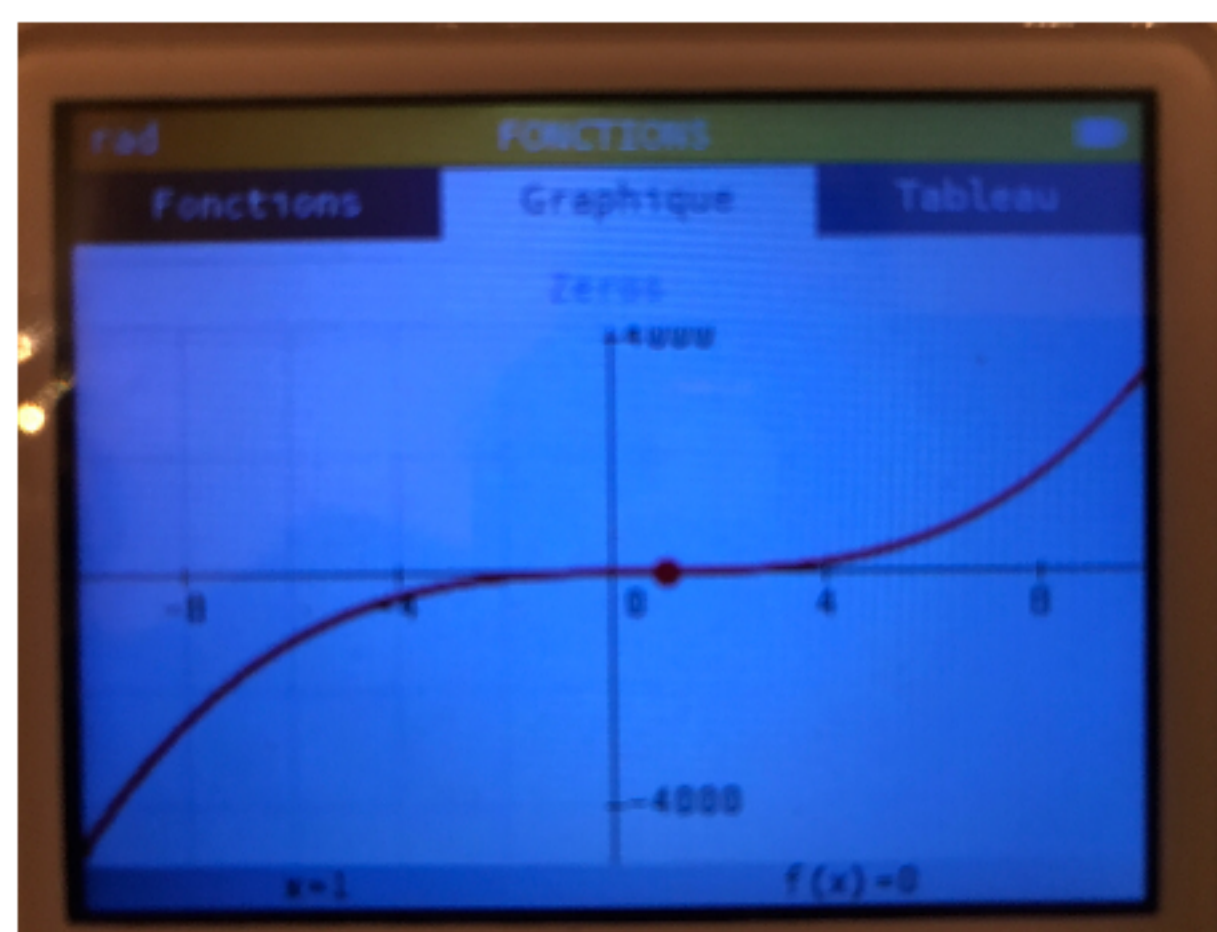 rad FONCTIONS
Fonctions Graphique Tableau
Zeros
4000
-8 -4 0 4 8
-4000
x=1 f(x)=0